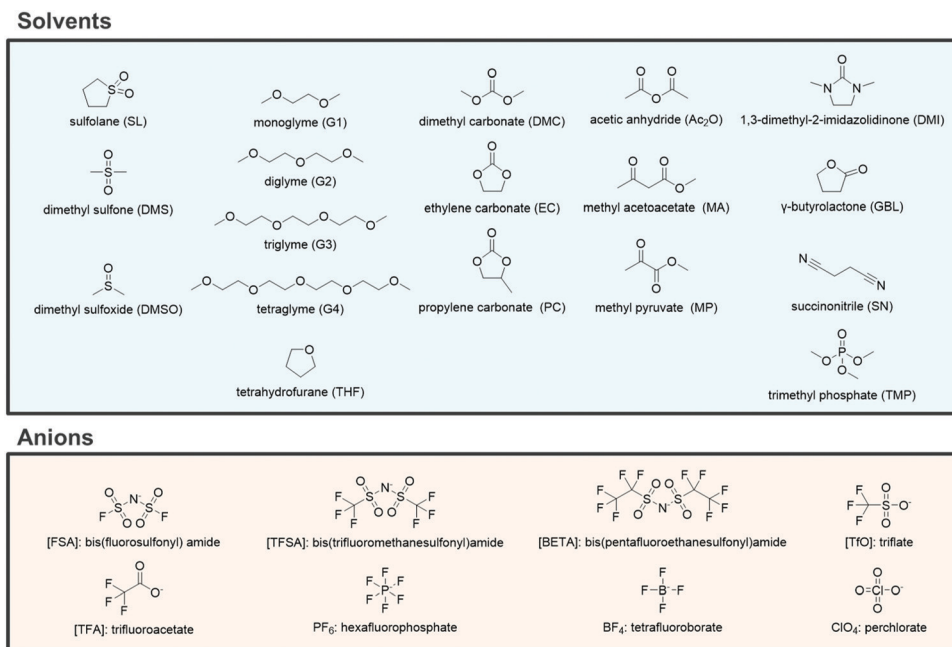 Solvents
sulfolane (SL)
monoglyme (G1)
dimethyl carbonate (DMC)
acetic anhydride (Ac₂O)
1,3-dimethyl-2-imidazolidinone (DMI)
dimethyl sulfone (DMS)
diglyme (G2)
ethylene carbonate (EC)
methyl acetoacetate (MA)
γ-butyrolactone (GBL)
triglyme (G3)
dimethyl sulfoxide (DMSO)
tetraglyme (G4)
propylene carbonate (PC)
methyl pyruvate (MP)
succinonitrile (SN)
tetrahydrofurane (THF)
trimethyl phosphate (TMP)
Anions
[FSA]: bis(fluorosulfonyl) amide
[TFSA]: bis(trifluoromethanesulfonyl)amide
[BETA]: bis(pentafluoroethanesulfonyl)amide
[TfO]: triflate
[TFA]: trifluoroacetate
PF₆: hexafluorophosphate
BF₄: tetrafluoroborate
ClO₄: perchlorate